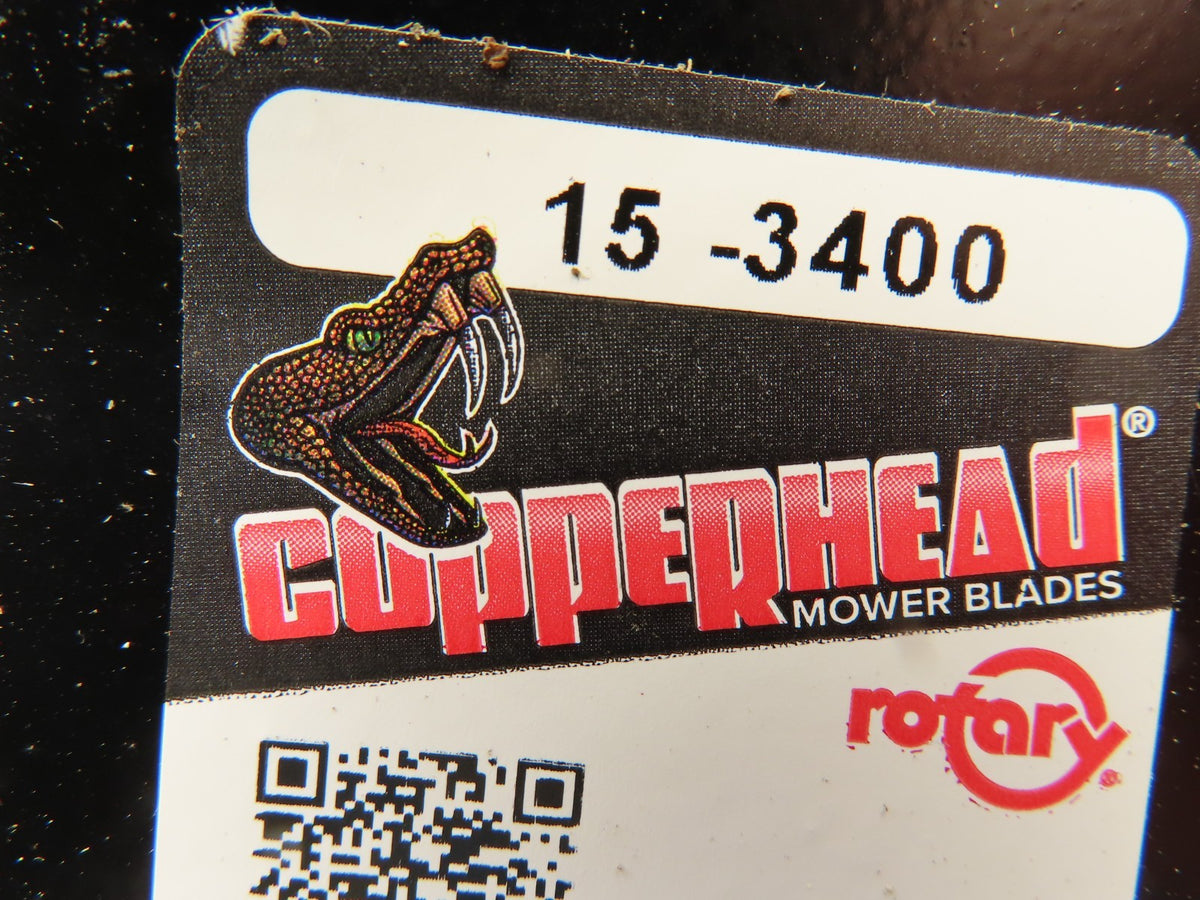 15 -3400
COPPERHEAD®
MOWER BLADES
rotary®